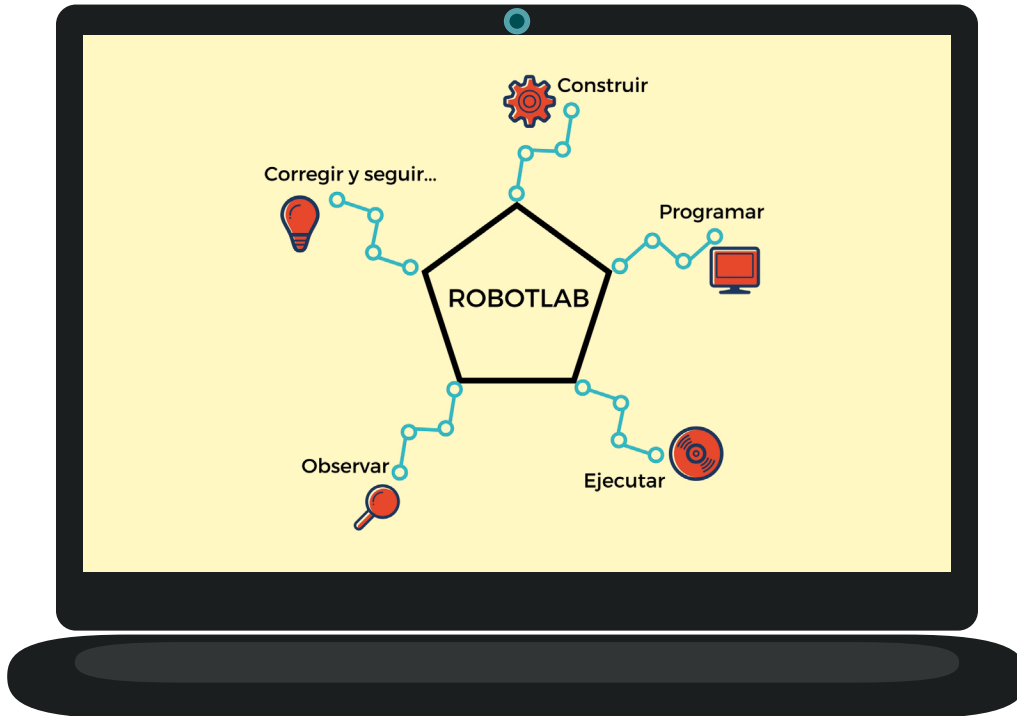 Construir
Corregir y seguir...
Programar
ROBOTLAB
Observar
Ejecutar